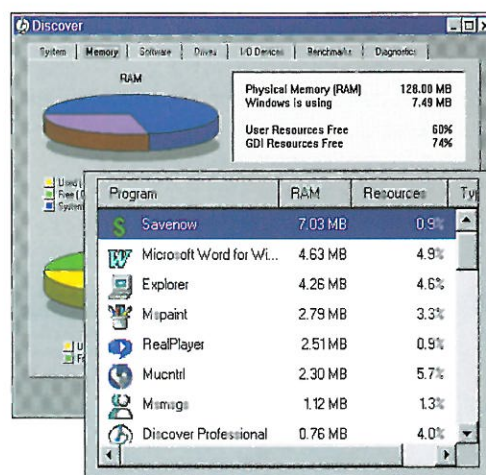 Discover
System Memory Software Drives I/O Devices Benchmarks Diagnostics
RAM
Physical Memory (RAM) 128.00 MB
Windows is using 7.49 MB
User Resources Free 60%
GDI Resources Free 74%
Used (
Free (
System
Program RAM Resources
Savenow 7.03 MB 0.9%
Microsoft Word for Wi... 4.63 MB 4.9%
Explorer 4.26 MB 4.6%
Mspaint 2.79 MB 3.3%
RealPlayer 2.51 MB 0.9%
Mucntrl 2.30 MB 5.7%
Msmsgs 1.12 MB 1.3%
Discover Professional 0.76 MB 4.0%